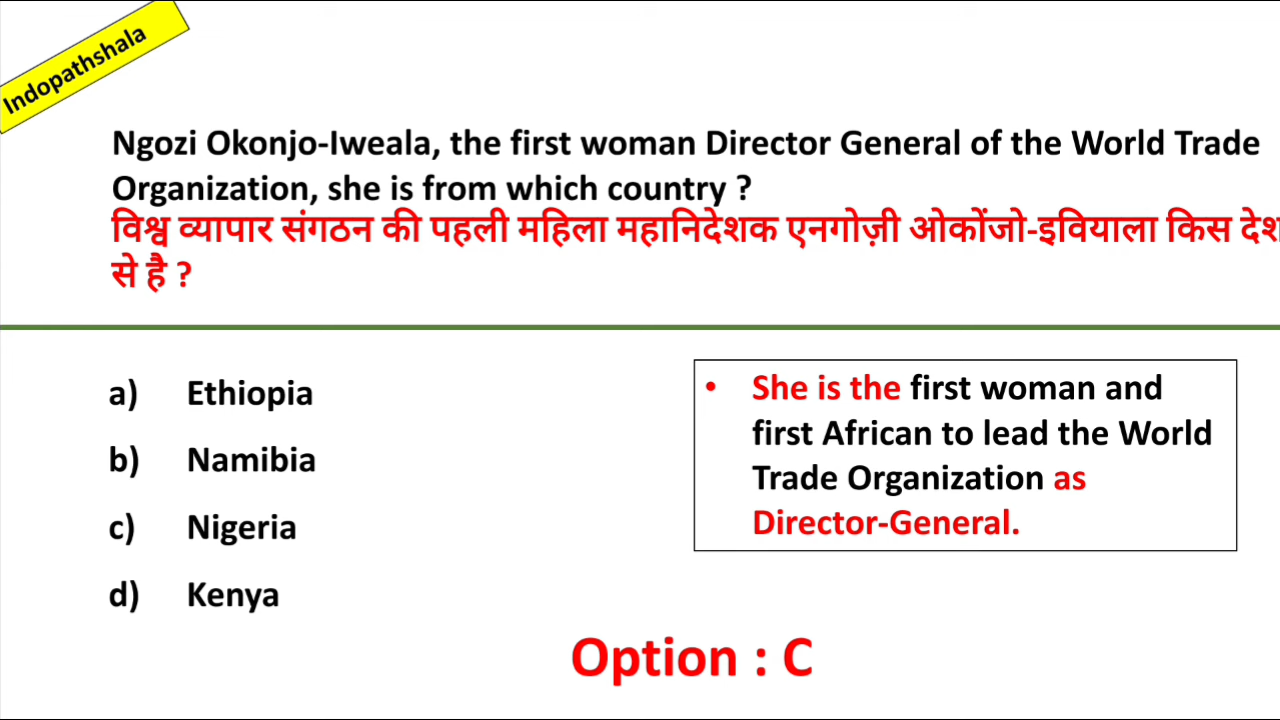 Indopathshala
Ngozi Okonjo-Iweala, the first woman Director General of the World Trade
Organization, she is from which country ?
विश्व व्यापार संगठन की पहली महिला महानिदेशक एनगोज़ी ओकोंजो-इवियाला किस देश
से है ?
a) Ethiopia
b) Namibia
c) Nigeria
d) Kenya
• She is the first woman and
first African to lead the World
Trade Organization as
Director-General.
Option : C